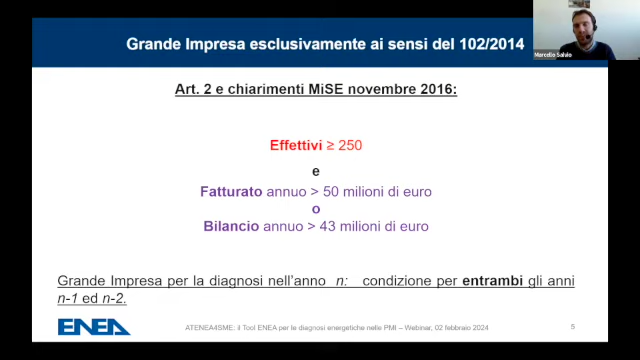 Grande Impresa esclusivamente ai sensi del 102/2014
Marcello Salvio
Art. 2 e chiarimenti MiSE novembre 2016:
Effettivi ≥ 250
e
Fatturato annuo > 50 milioni di euro
o
Bilancio annuo > 43 milioni di euro
Grande Impresa per la diagnosi nell'anno n: condizione per entrambi gli anni
n-1 ed n-2.
ENEA
ATENEA4SME: il Tool ENEA per le diagnosi energetiche nelle PMI – Webinar, 02 febbraio 2024
5